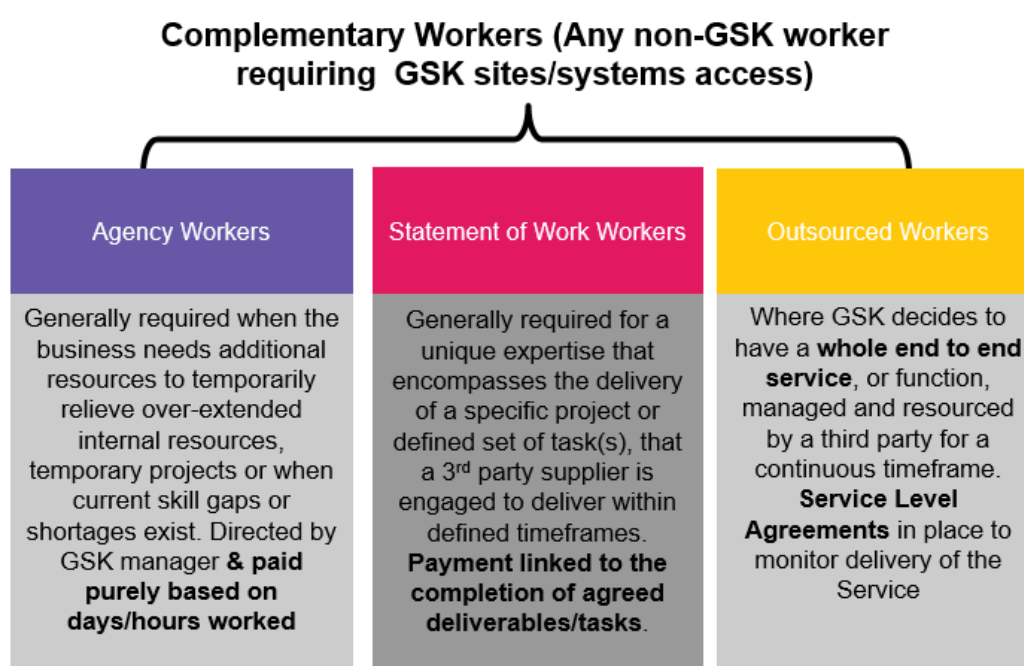 Complementary Workers (Any non-GSK worker
requiring GSK sites/systems access)
Agency Workers
Generally required when the
business needs additional
resources to temporarily
relieve over-extended
internal resources,
temporary projects or when
current skill gaps or
shortages exist. Directed by
GSK manager & paid
purely based on
days/hours worked
Statement of Work Workers
Generally required for a
unique expertise that
encompasses the delivery
of a specific project or
defined set of task(s), that
a 3rd party supplier is
engaged to deliver within
defined timeframes.
Payment linked to the
completion of agreed
deliverables/tasks.
Outsourced Workers
Where GSK decides to
have a whole end to end
service, or function,
managed and resourced
by a third party for a
continuous timeframe.
Service Level
Agreements in place to
monitor delivery of the
Service